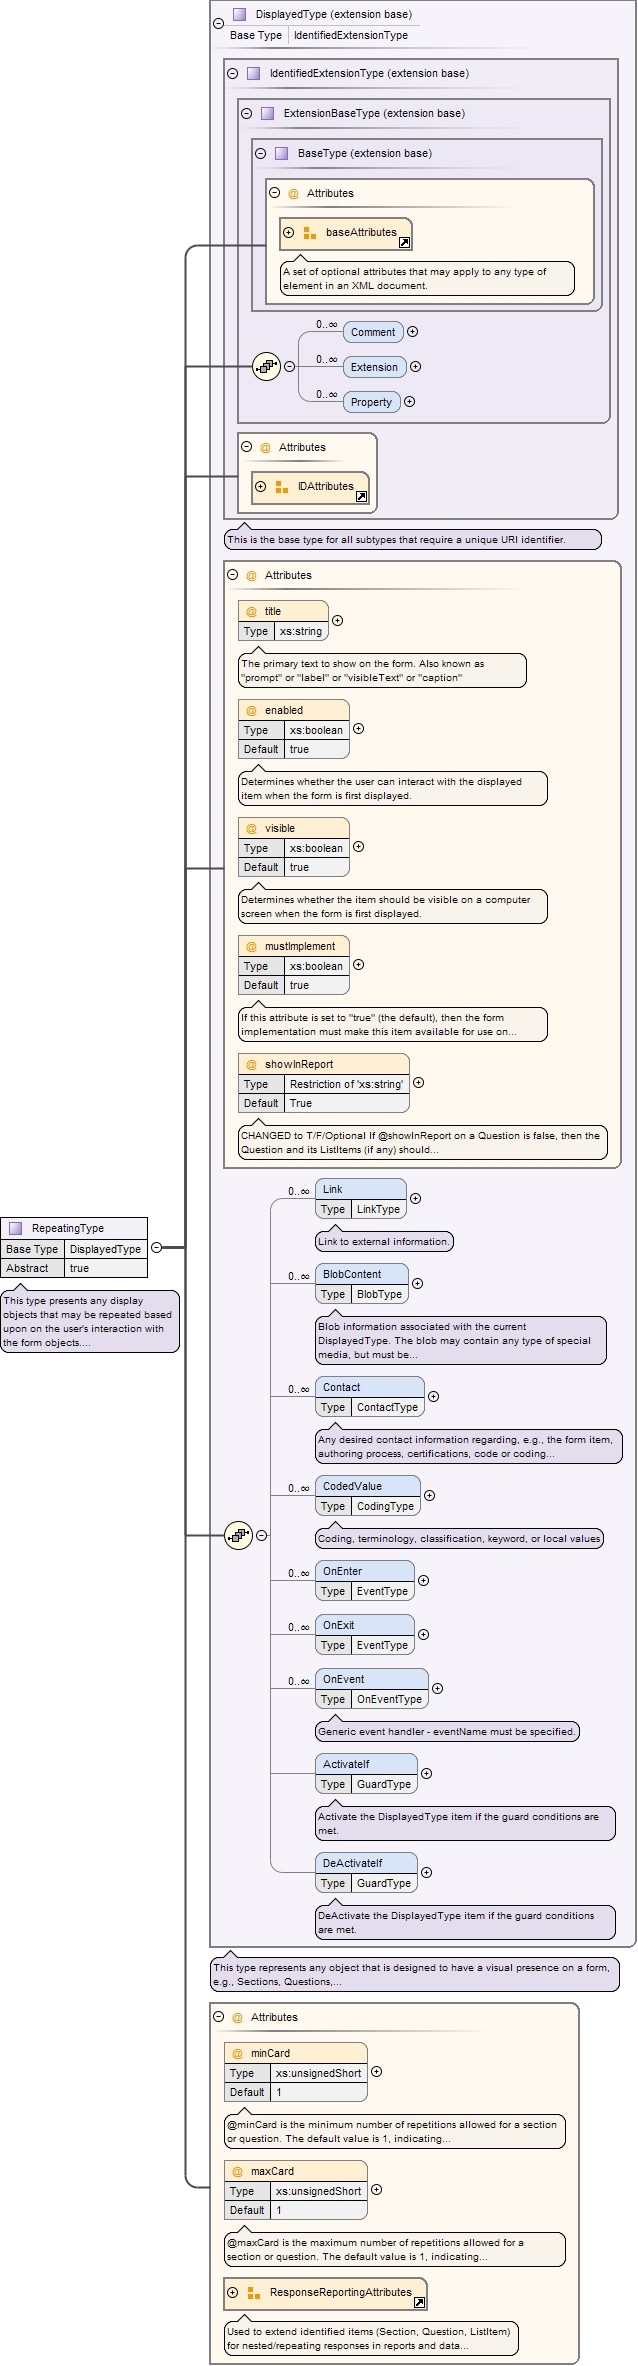 DisplayedType (extension base)
Base Type IdentifiedExtensionType
IdentifiedExtensionType (extension base)
ExtensionBaseType (extension base)
BaseType (extension base)
@ Attributes
baseAttributes
A set of optional attributes that may apply to any type of
element in an XML document.
0..∞
Comment
0..∞
Extension
0..∞
Property
@ Attributes
IDAttributes
This is the base type for all subtypes that require a unique URI identifier.
@ Attributes
@ title
Type xs:string
The primary text to show on the form. Also known as
"prompt" or "label" or "visibleText" or "caption"
@ enabled
Type xs:boolean
Default true
Determines whether the user can interact with the displayed
item when the form is first displayed.
@ visible
Type xs:boolean
Default true
Determines whether the item should be visible on a computer
screen when the form is first displayed.
@ mustImplement
Type xs:boolean
Default true
If this attribute is set to "true" (the default), then the form
implementation must make this item available for use on...
@ showInReport
Type Restriction of 'xs:string'
Default True
CHANGED to T/F/Optional If @showInReport on a Question is false, then the
Question and its ListItems (if any) should...
RepeatingType
Base Type DisplayedType
Abstract true
This type presents any display
objects that may be repeated based
upon on the user's interaction with
the form objects....
0..∞
Link
Type LinkType
Link to external information.
0..∞
BlobContent
Type BlobType
Blob information associated with the current
DisplayedType. The blob may contain any type of special
media, but must be...
0..∞
Contact
Type ContactType
Any desired contact information regarding, e.g., the form item,
authoring process, certifications, code or coding...
0..∞
CodedValue
Type CodingType
Coding, terminology, classification, keyword, or local values
0..∞
OnEnter
Type EventType
0..∞
OnExit
Type EventType
0..∞
OnEvent
Type OnEventType
Generic event handler - eventName must be specified.
ActivateIf
Type GuardType
Activate the DisplayedType item if the guard conditions are
met.
DeActivateIf
Type GuardType
DeActivate the DisplayedType item if the guard conditions
are met.
This type represents any object that is designed to have a visual presence on a form,
e.g., Sections, Questions,...
@ Attributes
@ minCard
Type xs:unsignedShort
Default 1
@minCard is the minimum number of repetitions allowed for a section
or question. The default value is 1, indicating...
@ maxCard
Type xs:unsignedShort
Default 1
@maxCard is the maximum number of repetitions allowed for a
section or question. The default value is 1, indicating...
ResponseReportingAttributes
Used to extend identified items (Section, Question, ListItem)
for nested/repeating responses in reports and data...